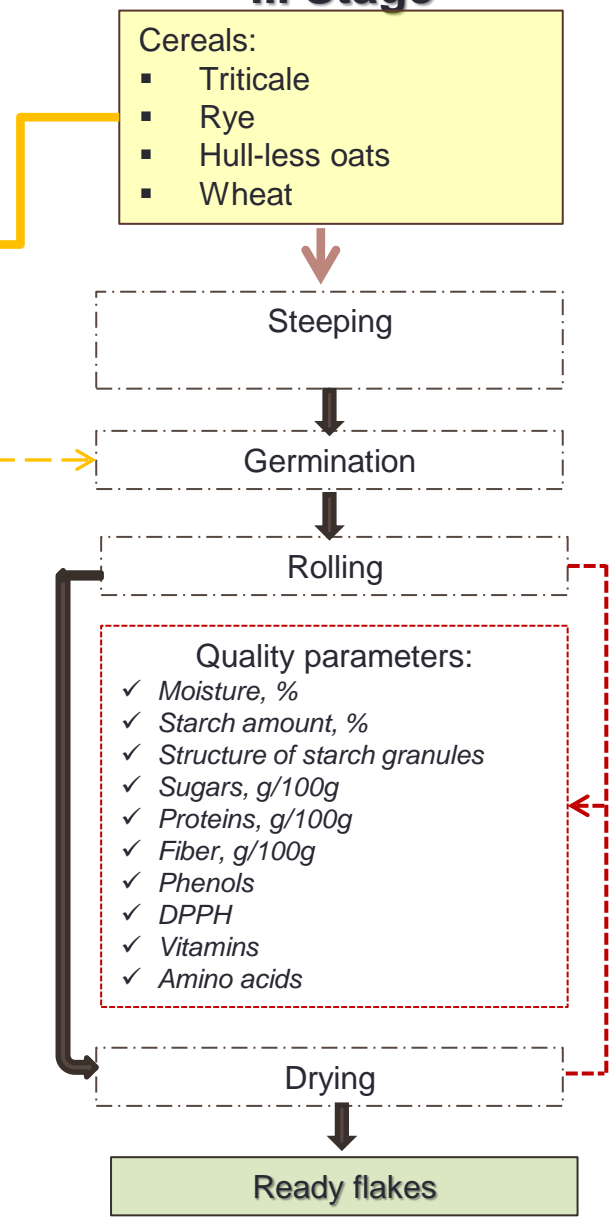 Cereals:
▪ Triticale
▪ Rye
▪ Hull-less oats
▪ Wheat
Steeping
Germination
Rolling
Quality parameters:
✓ Moisture, %
✓ Starch amount, %
✓ Structure of starch granules
✓ Sugars, g/100g
✓ Proteins, g/100g
✓ Fiber, g/100g
✓ Phenols
✓ DPPH
✓ Vitamins
✓ Amino acids
Drying
Ready flakes